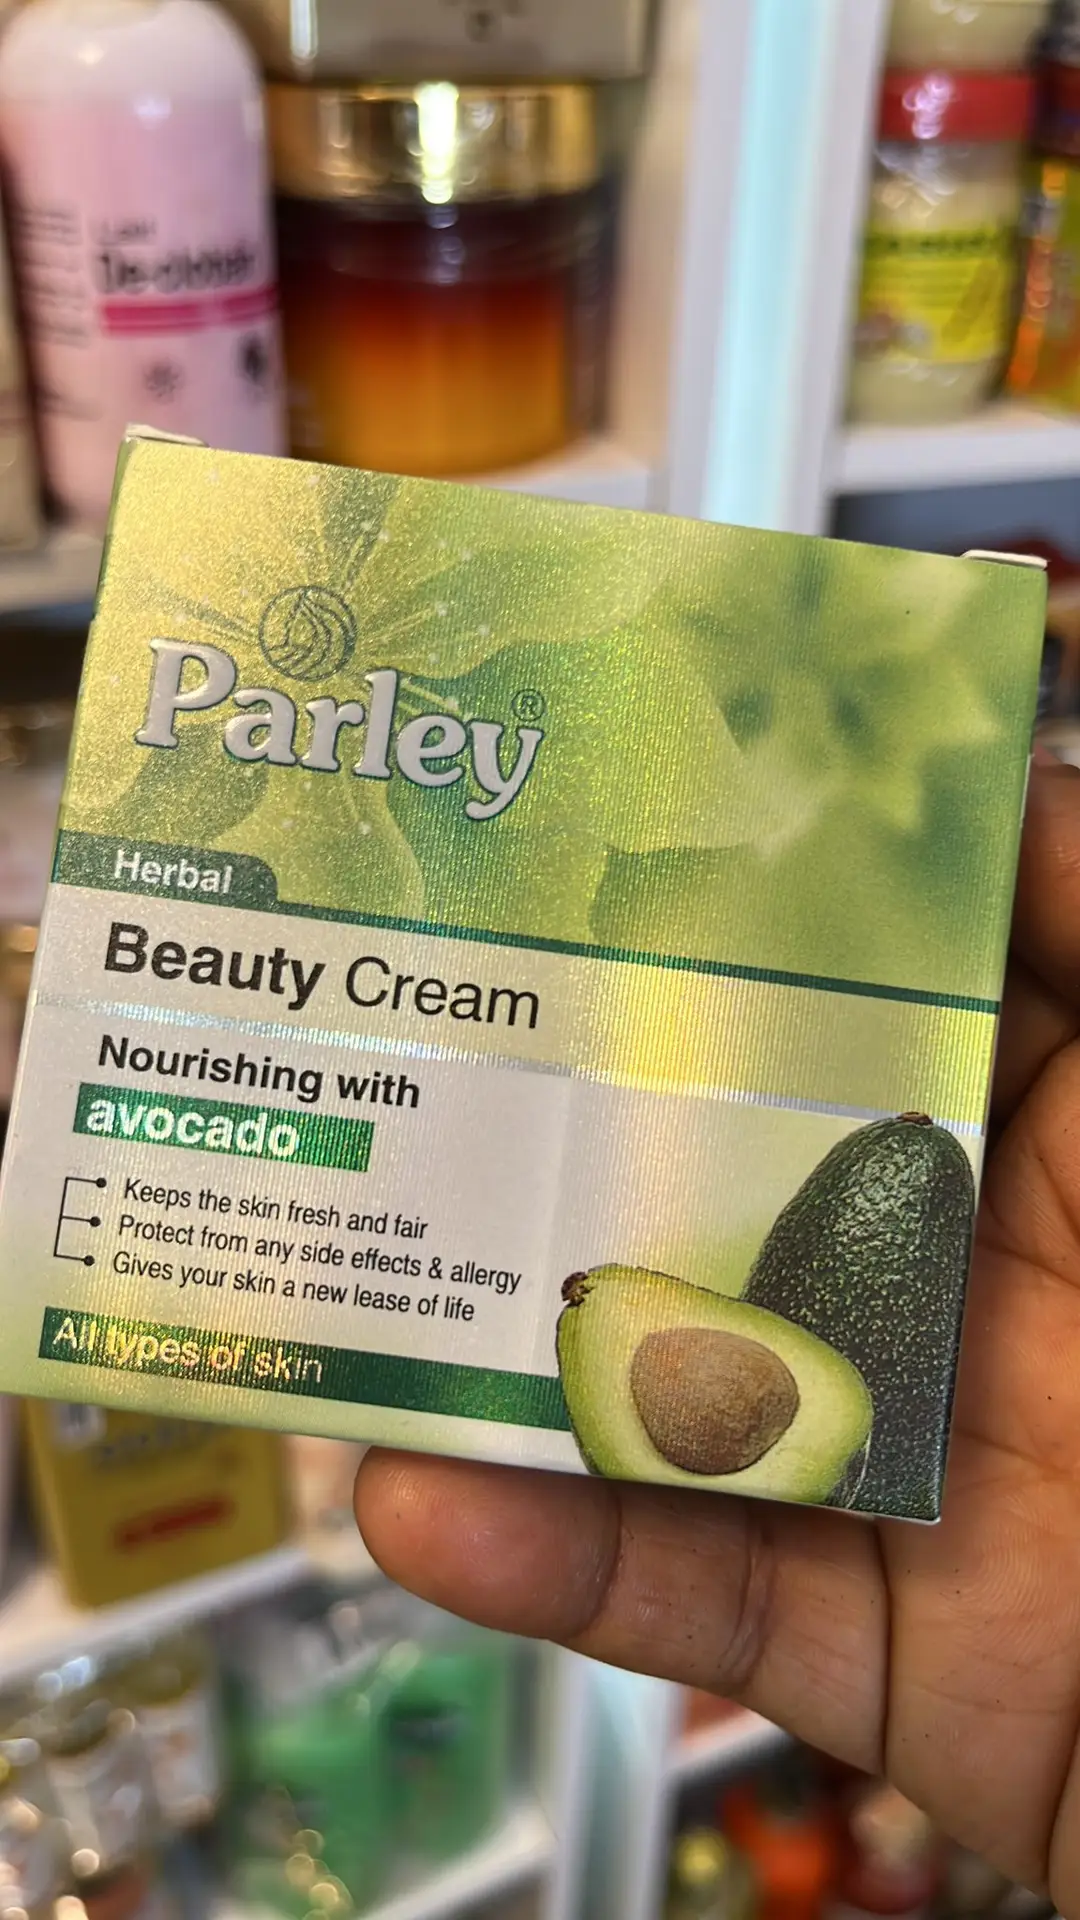 Parley®
Herbal
Beauty Cream
Nourishing with
avocado
Keeps the skin fresh and fair
Protect from any side effects & allergy
Gives your skin a new lease of life
All types of skin